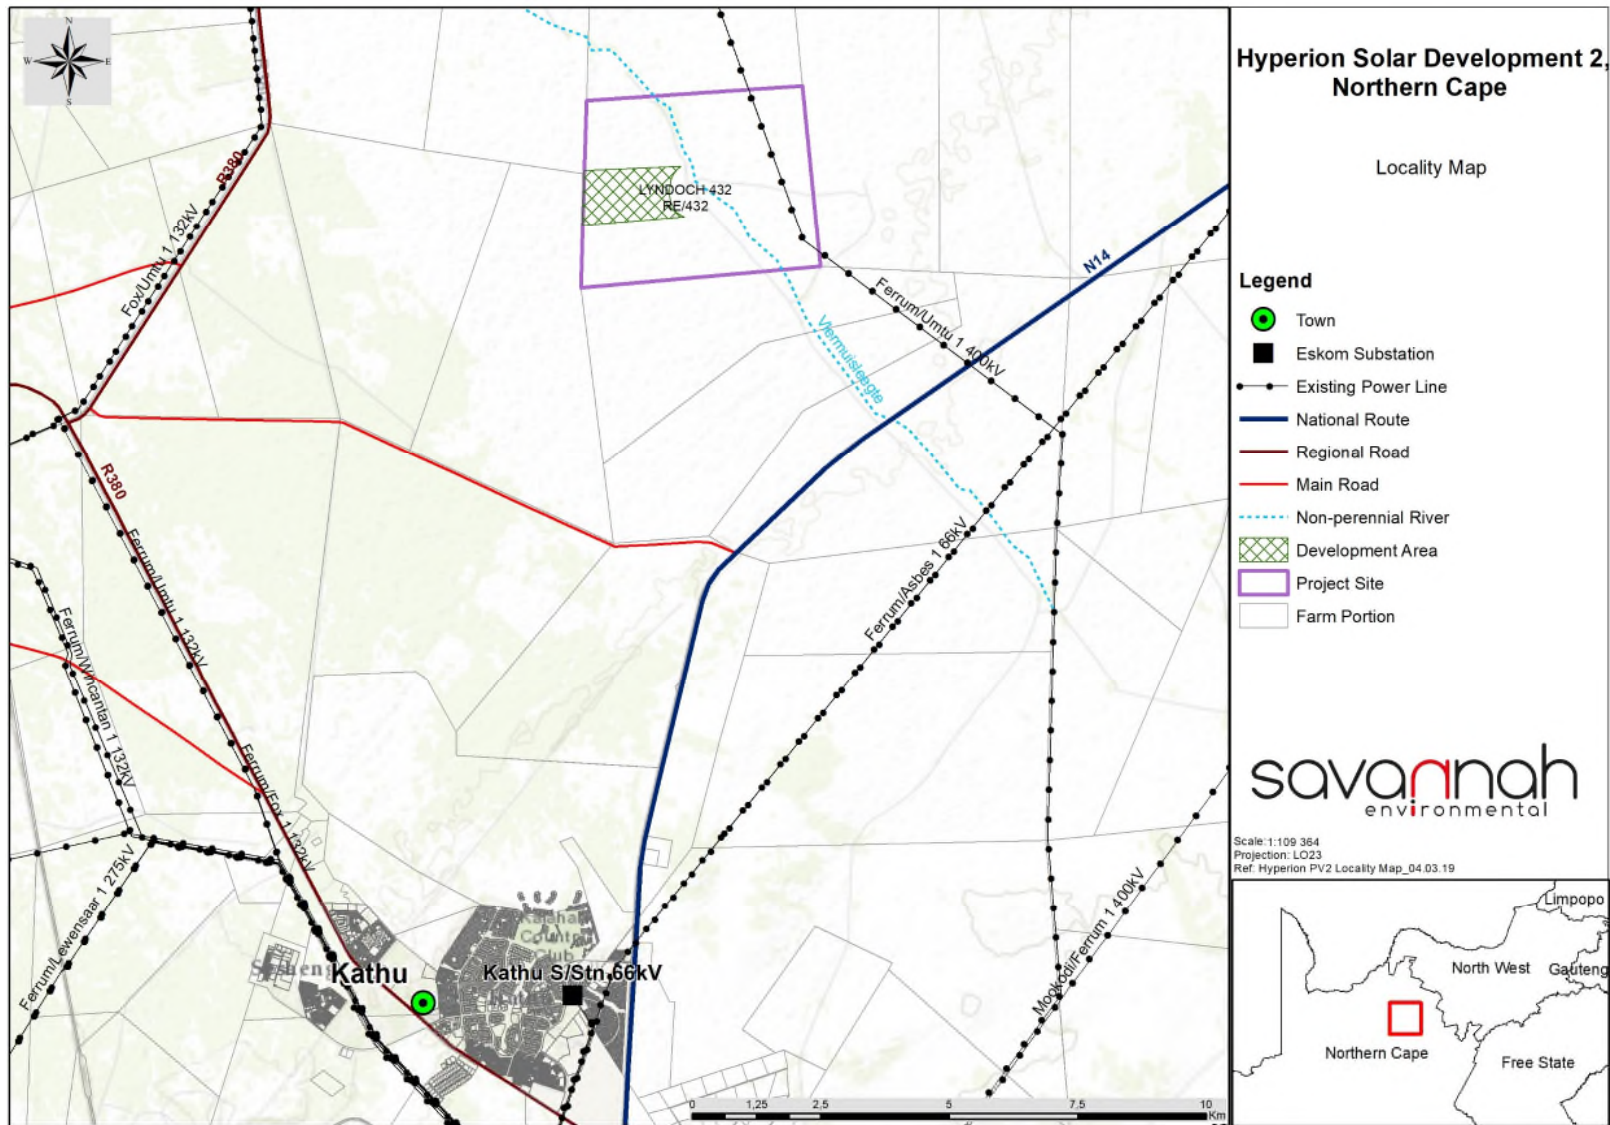 N
W
E
S
Hyperion Solar Development 2,
Northern Cape
Locality Map
Legend
Town
Eskom Substation
Existing Power Line
National Route
Regional Road
Main Road
Non-perennial River
Development Area
Project Site
Farm Portion
savannah
environmental
Scale:1:109 364
Projection: LO23
Ref: Hyperion PV2 Locality Map_04.03.19
Limpopo
North West
Gauteng
Northern Cape
Free State
R380
Fox/Umtu 1 132kV
LYNDOCH 432
RE/432
N14
Ferrum/Umtu 1 400kV
Vlermuislengte
R380
Ferrum/Umtu 1 132kV
Ferrum/Asbes 1 66kV
Ferrum/Wincantan 1 132kV
Ferrum/Fox 1 132kV
Ferrum/Lewensaar 1 275kV
Mookodi/Ferrum 1 400kV
Country
Club
Kathu
Kathu S/Stn 66kV
0 1,25 2,5 5 7,5 10
Km